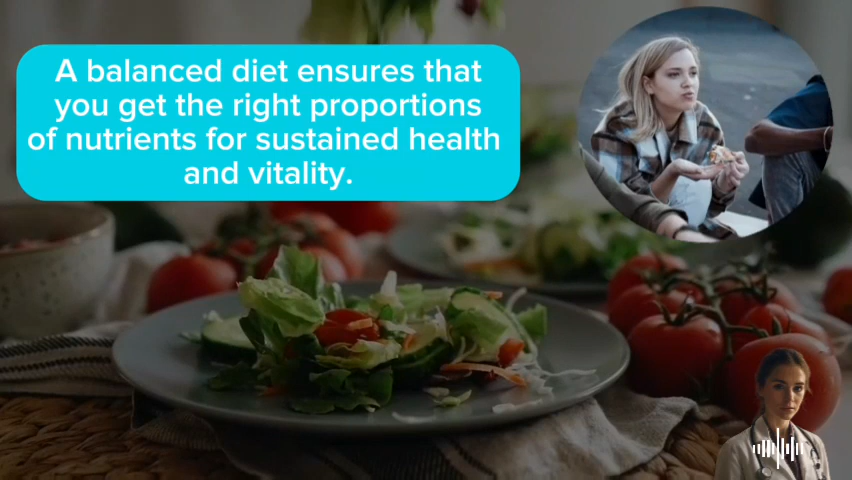 A balanced diet ensures that
you get the right proportions
of nutrients for sustained health
and vitality.